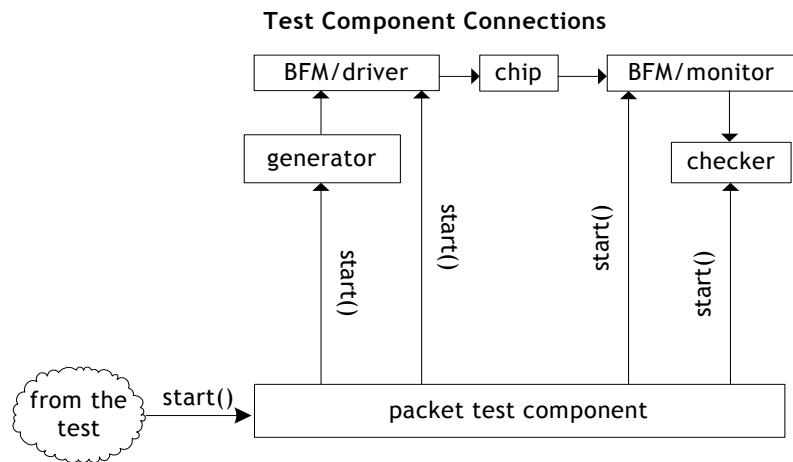 Test Component Connections
BFM/driver
chip
BFM/monitor
generator
checker
start()
start()
start()
start()
from the
test
start()
packet test component